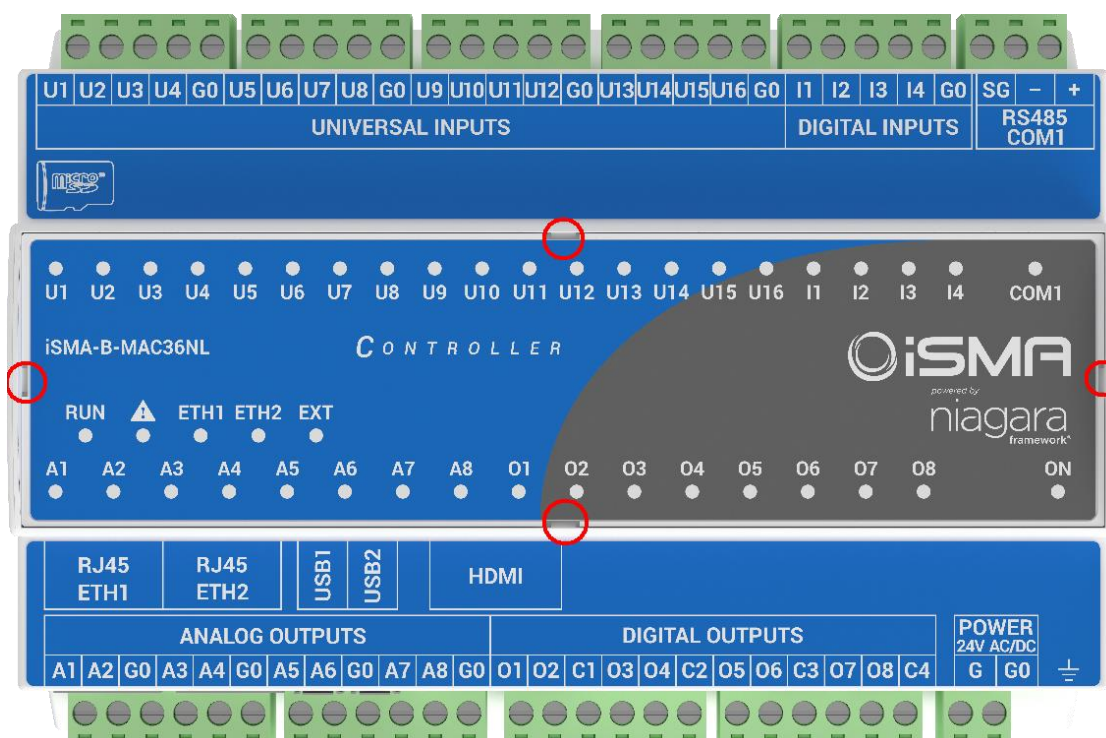 U1 U2 U3 U4 G0 U5 U6 U7 U8 G0 U9 U10 U11 U12 G0 U13 U14 U15 U16 G0 I1 I2 I3 I4 G0 SG − +
UNIVERSAL INPUTS
DIGITAL INPUTS
RS485
COM1
micro
SD
U1 U2 U3 U4 U5 U6 U7 U8 U9 U10 U11 U12 U13 U14 U15 U16 I1 I2 I3 I4 COM1
iSMA-B-MAC36NL
CONTROLLER
iSMA
powered by
niagara
framework
RUN ETH1 ETH2 EXT
A1 A2 A3 A4 A5 A6 A7 A8 O1 O2 O3 O4 O5 O6 O7 O8 ON
RJ45
ETH1
RJ45
ETH2
USB1
USB2
HDMI
ANALOG OUTPUTS
DIGITAL OUTPUTS
POWER
24V AC/DC
A1 A2 G0 A3 A4 G0 A5 A6 G0 A7 A8 G0 O1 O2 C1 O3 O4 C2 O5 O6 C3 O7 O8 C4 G G0